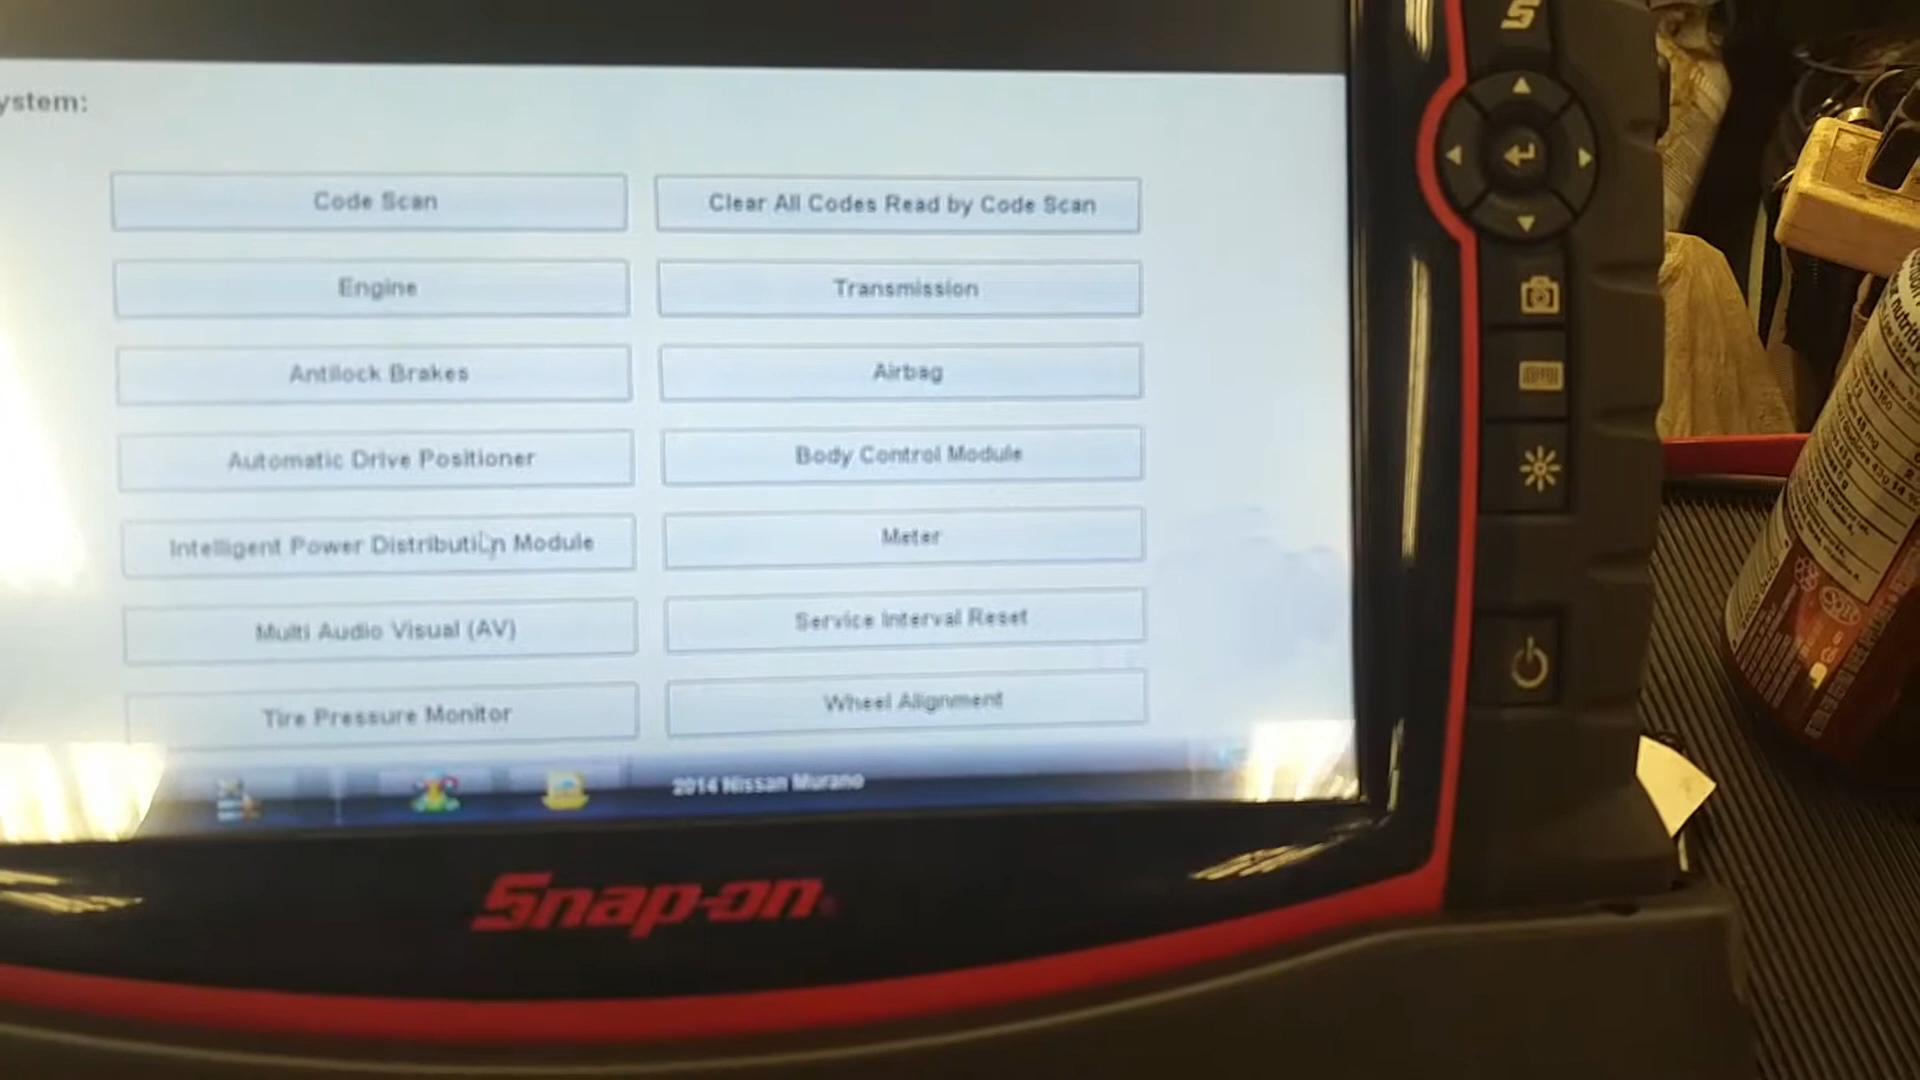 ystem:
Code Scan
Clear All Codes Read by Code Scan
Engine
Transmission
Antilock Brakes
Airbag
Automatic Drive Positioner
Body Control Module
Intelligent Power Distribution Module
Meter
Multi Audio Visual (AV)
Service Interval Reset
Tire Pressure Monitor
Wheel Alignment
2014 Nissan Murano
Snap-on
S